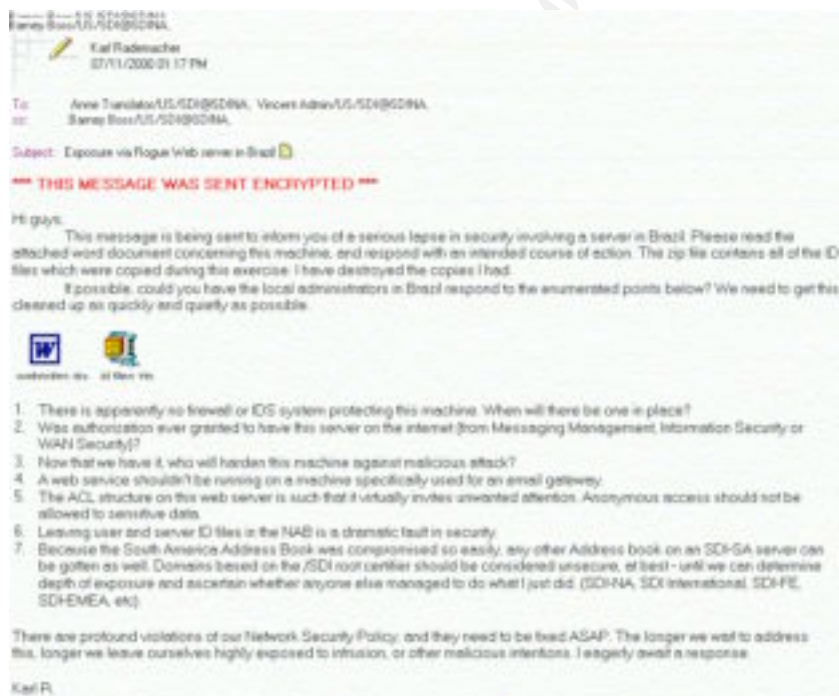 Barney Boss/US/SDI@SDINA,
Karl Rademacher
07/11/2000 01:17 PM
To: Anne Translator/US/SDI@SDINA, Vincent Admin/US/SDI@SDINA,
cc: Barney Boss/US/SDI@SDINA,
Subject: Exposure via Rogue Web server in Brazil
*** THIS MESSAGE WAS SENT ENCRYPTED ***
Hi guys,
This message is being sent to inform you of a serious lapse in security involving a server in Brazil. Please read the
attached word document concerning this machine, and respond with an intended course of action. The zip file contains all of the ID
files which were copied during this exercise. I have destroyed the copies I had.
If possible, could you have the local administrators in Brazil respond to the enumerated points below? We need to get this
cleaned up as quickly and quietly as possible.
1. There is apparently no firewall or IDS system protecting this machine. When will there be one in place?
2. Was authorization ever granted to have this server on the internet (from Messaging Management, Information Security or
WAN Security)?
3. Now that we have it, who will harden this machine against malicious attack?
4. A web service shouldn't be running on a machine specifically used for an email gateway.
5. The ACL structure on this web server is such that it virtually invites unwanted attention. Anonymous access should not be
allowed to sensitive data.
6. Leaving user and server ID files in the NAB is a dramatic fault in security.
7. Because the South America Address Book was compromised so easily, any other Address book on an SDI-SA server can
be gotten as well. Domains based on the /SDI root certifier should be considered unsecure, at best - until we can determine
depth of exposure and ascertain whether anyone else managed to do what I just did. (SDI-NA, SDI International, SDI-FE,
SDI-EMEA, etc).
There are profound violations of our Network Security Policy, and they need to be fixed ASAP. The longer we wait to address
this, longer we leave ourselves highly exposed to intrusion, or other malicious intentions. I eagerly await a response.
Karl R.